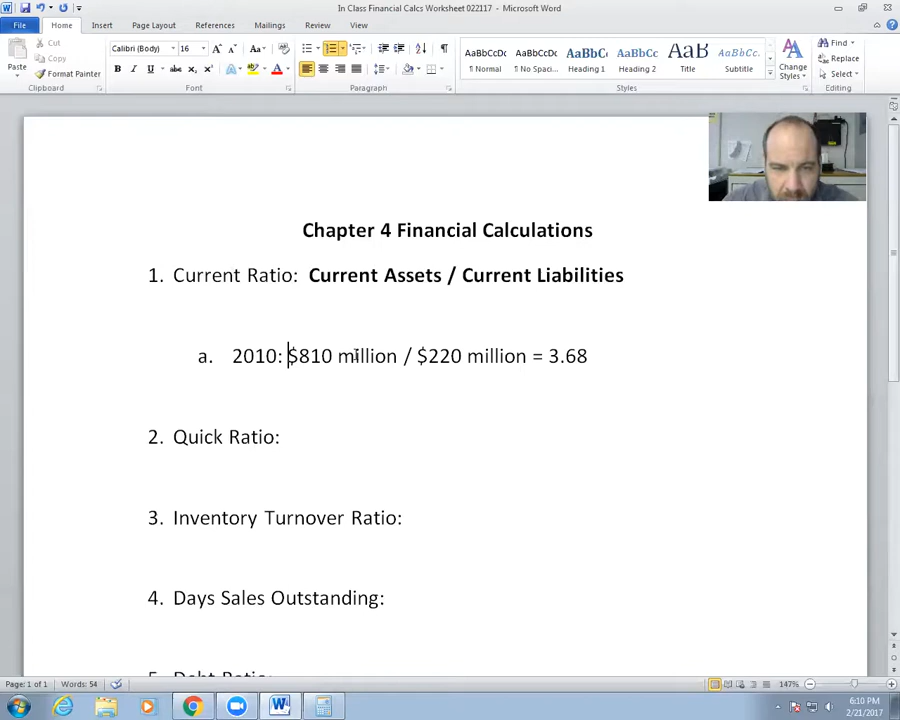 In Class Financial Calcs Worksheet 022117 - Microsoft Word
File Home Insert Page Layout References Mailings Review View
Cut
Copy
Format Painter
Paste
Clipboard
Calibri (Body) 16
Font
Paragraph
AaBbCcDc AaBbCcDc AaBbCc AaBbCc AaB AaBbCc.
¶ Normal ¶ No Spaci... Heading 1 Heading 2 Title Subtitle
Change Styles
Styles
Find
Replace
Select
Editing
Chapter 4 Financial Calculations
1. Current Ratio: Current Assets / Current Liabilities
a. 2010: $810 million / $220 million = 3.68
2. Quick Ratio:
3. Inventory Turnover Ratio:
4. Days Sales Outstanding:
5. Debt Ratio:
Page: 1 of 1 Words: 54 147%
6:10 PM
2/21/2017